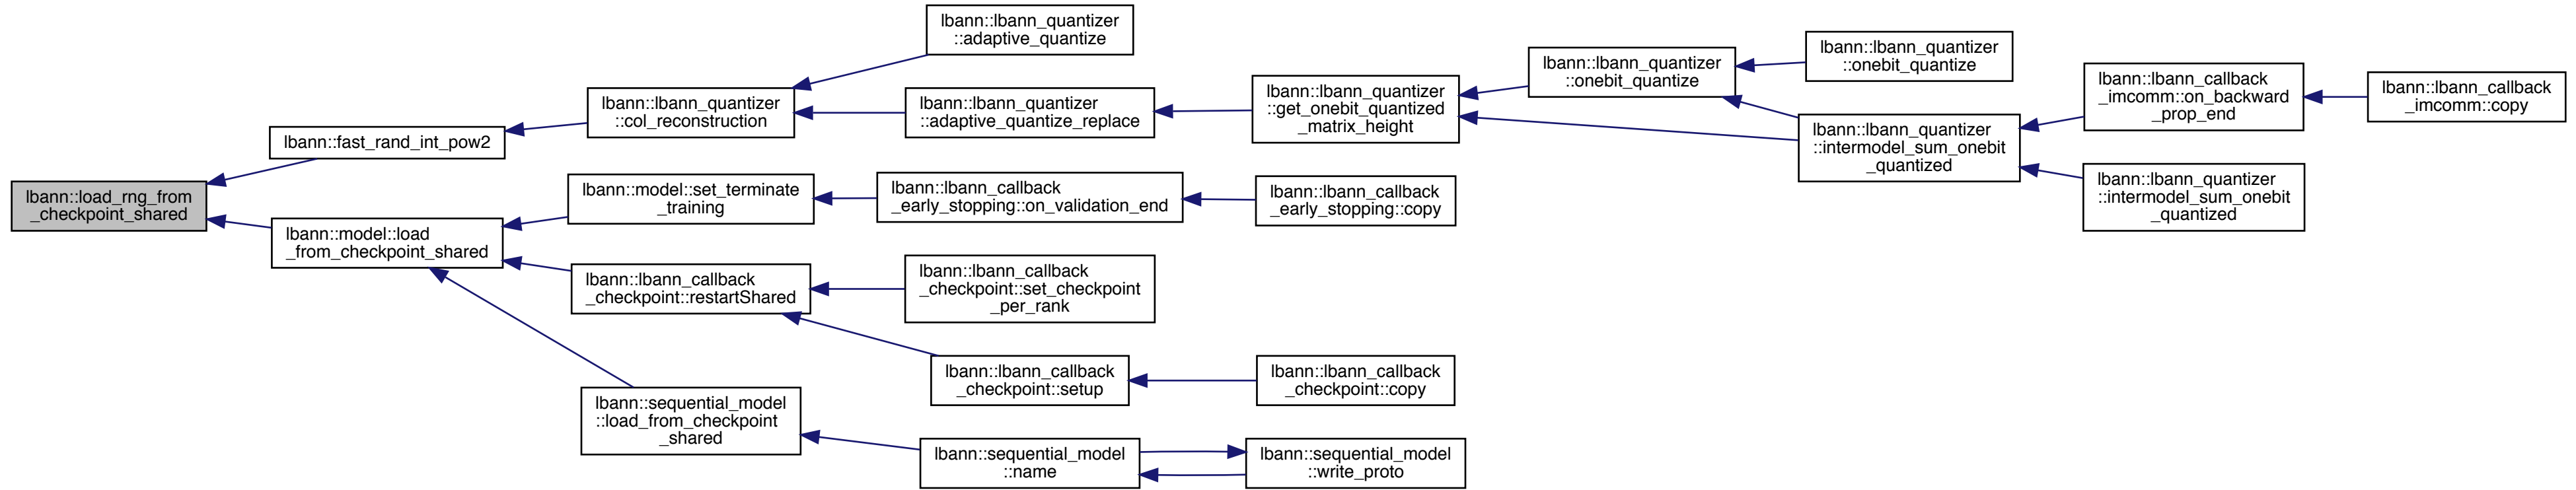 lbann::load_rng_from
_checkpoint_shared
lbann::fast_rand_int_pow2
lbann::model::load
_from_checkpoint_shared
lbann::lbann_quantizer
::col_reconstruction
lbann::model::set_terminate
_training
lbann::lbann_callback
_checkpoint::restartShared
lbann::sequential_model
::load_from_checkpoint
_shared
lbann::lbann_quantizer
::adaptive_quantize
lbann::lbann_quantizer
::adaptive_quantize_replace
lbann::lbann_callback
_early_stopping::on_validation_end
lbann::lbann_callback
_checkpoint::set_checkpoint
_per_rank
lbann::lbann_callback
_checkpoint::setup
lbann::sequential_model
::name
lbann::lbann_quantizer
::get_onebit_quantized
_matrix_height
lbann::lbann_callback
_early_stopping::copy
lbann::lbann_callback
_checkpoint::copy
lbann::sequential_model
::write_proto
lbann::lbann_quantizer
::onebit_quantize
lbann::lbann_quantizer
::onebit_quantize
lbann::lbann_quantizer
::intermodel_sum_onebit
_quantized
lbann::lbann_callback
_imcomm::on_backward
_prop_end
lbann::lbann_quantizer
::intermodel_sum_onebit
_quantized
lbann::lbann_callback
_imcomm::copy